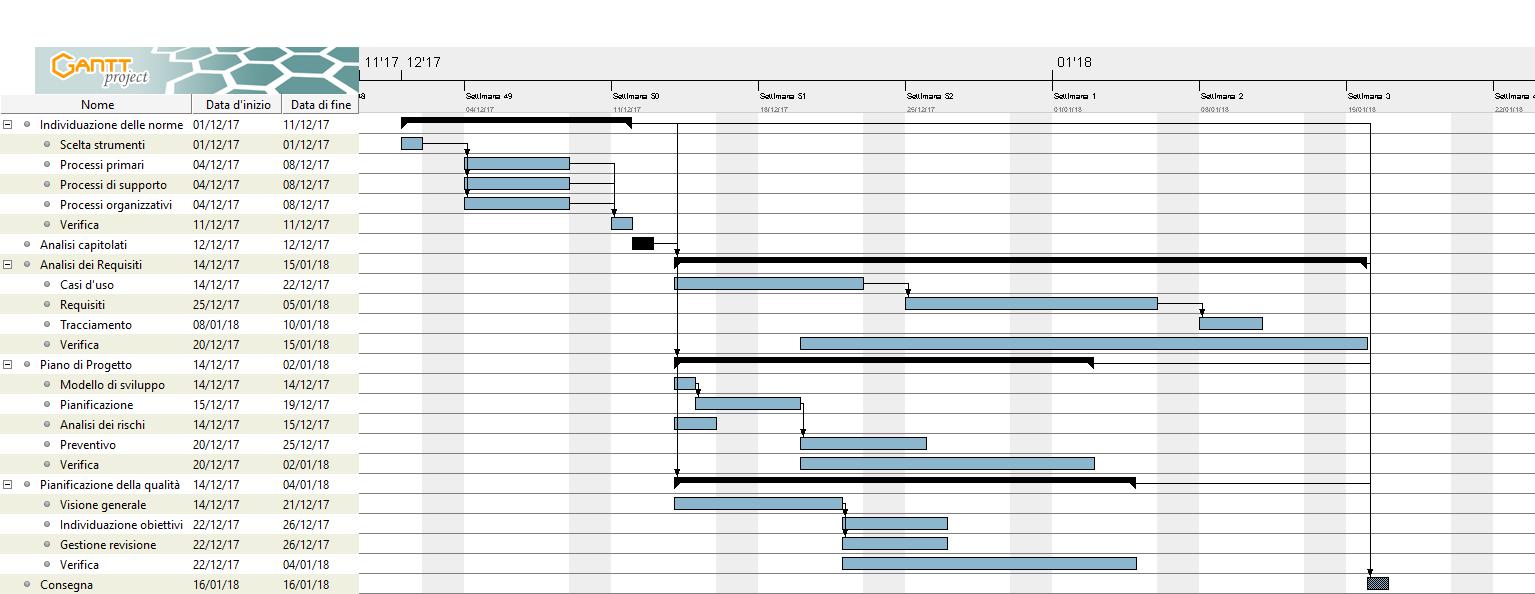 GANTT
project
11'17 12'17 01'18
Settimana 49 Settimana 50 Settimana 51 Settimana 52 Settimana 1 Settimana 2 Settimana 3 Settimana
04/12/17 11/12/17 18/12/17 25/12/17 01/01/18 08/01/18 15/01/18 22/01/18
Nome Data d'inizio Data di fine
Individuazione delle norme 01/12/17 11/12/17
Scelta strumenti 01/12/17 01/12/17
Processi primari 04/12/17 08/12/17
Processi di supporto 04/12/17 08/12/17
Processi organizzativi 04/12/17 08/12/17
Verifica 11/12/17 11/12/17
Analisi capitolati 12/12/17 12/12/17
Analisi dei Requisiti 14/12/17 15/01/18
Casi d'uso 14/12/17 22/12/17
Requisiti 25/12/17 05/01/18
Tracciamento 08/01/18 10/01/18
Verifica 20/12/17 15/01/18
Piano di Progetto 14/12/17 02/01/18
Modello di sviluppo 14/12/17 14/12/17
Pianificazione 15/12/17 19/12/17
Analisi dei rischi 14/12/17 15/12/17
Preventivo 20/12/17 25/12/17
Verifica 20/12/17 02/01/18
Pianificazione della qualità 14/12/17 04/01/18
Visione generale 14/12/17 21/12/17
Individuazione obiettivi 22/12/17 26/12/17
Gestione revisione 22/12/17 26/12/17
Verifica 22/12/17 04/01/18
Consegna 16/01/18 16/01/18